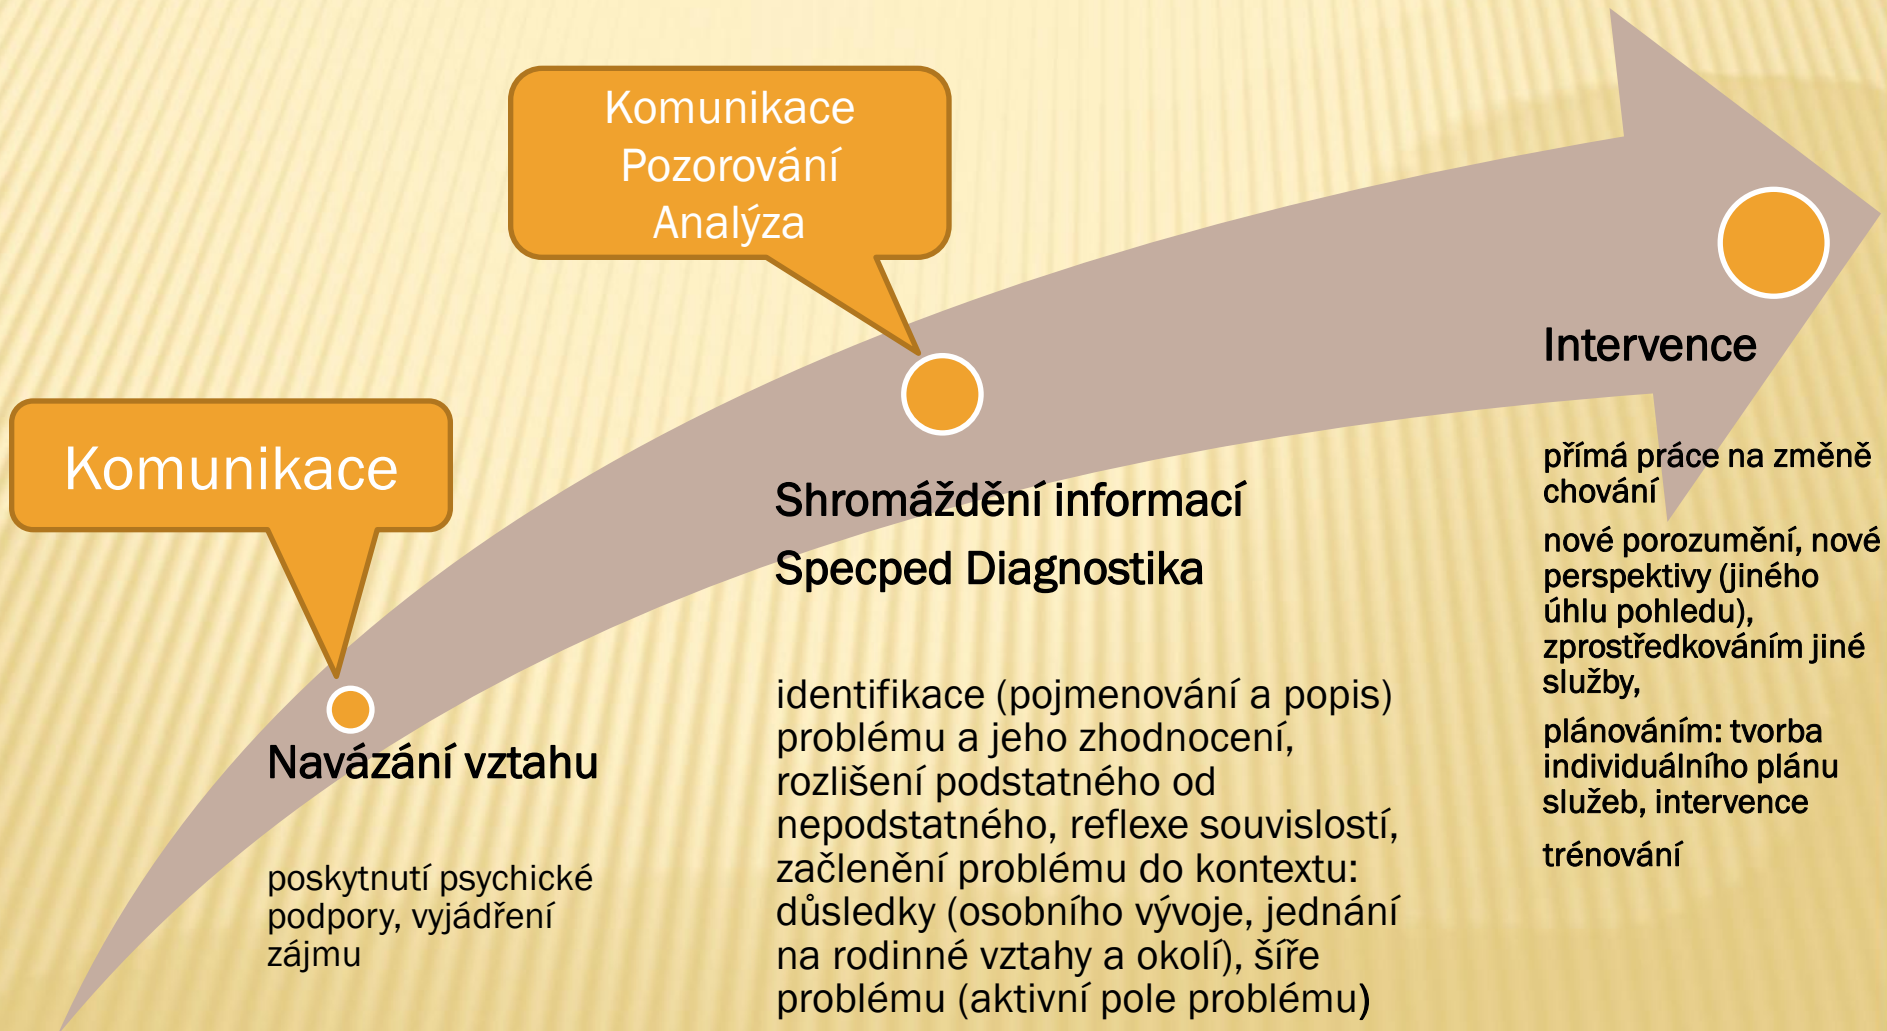 Komunikace
Pozorování
Analýza
Komunikace
Navázání vztahu
poskytnutí psychické
podpory, vyjádření
zájmu
Shromáždění informací
Specped Diagnostika
identifikace (pojmenování a popis)
problému a jeho zhodnocení,
rozlišení podstatného od
nepodstatného, reflexe souvislostí,
začlenění problému do kontextu:
důsledky (osobního vývoje, jednání
na rodinné vztahy a okolí), šíře
problému (aktivní pole problému)
Intervence
přímá práce na změně
chování
nové porozumění, nové
perspektivy (jiného
úhlu pohledu),
zprostředkováním jiné
služby,
plánováním: tvorba
individuálního plánu
služeb, intervence
trénování